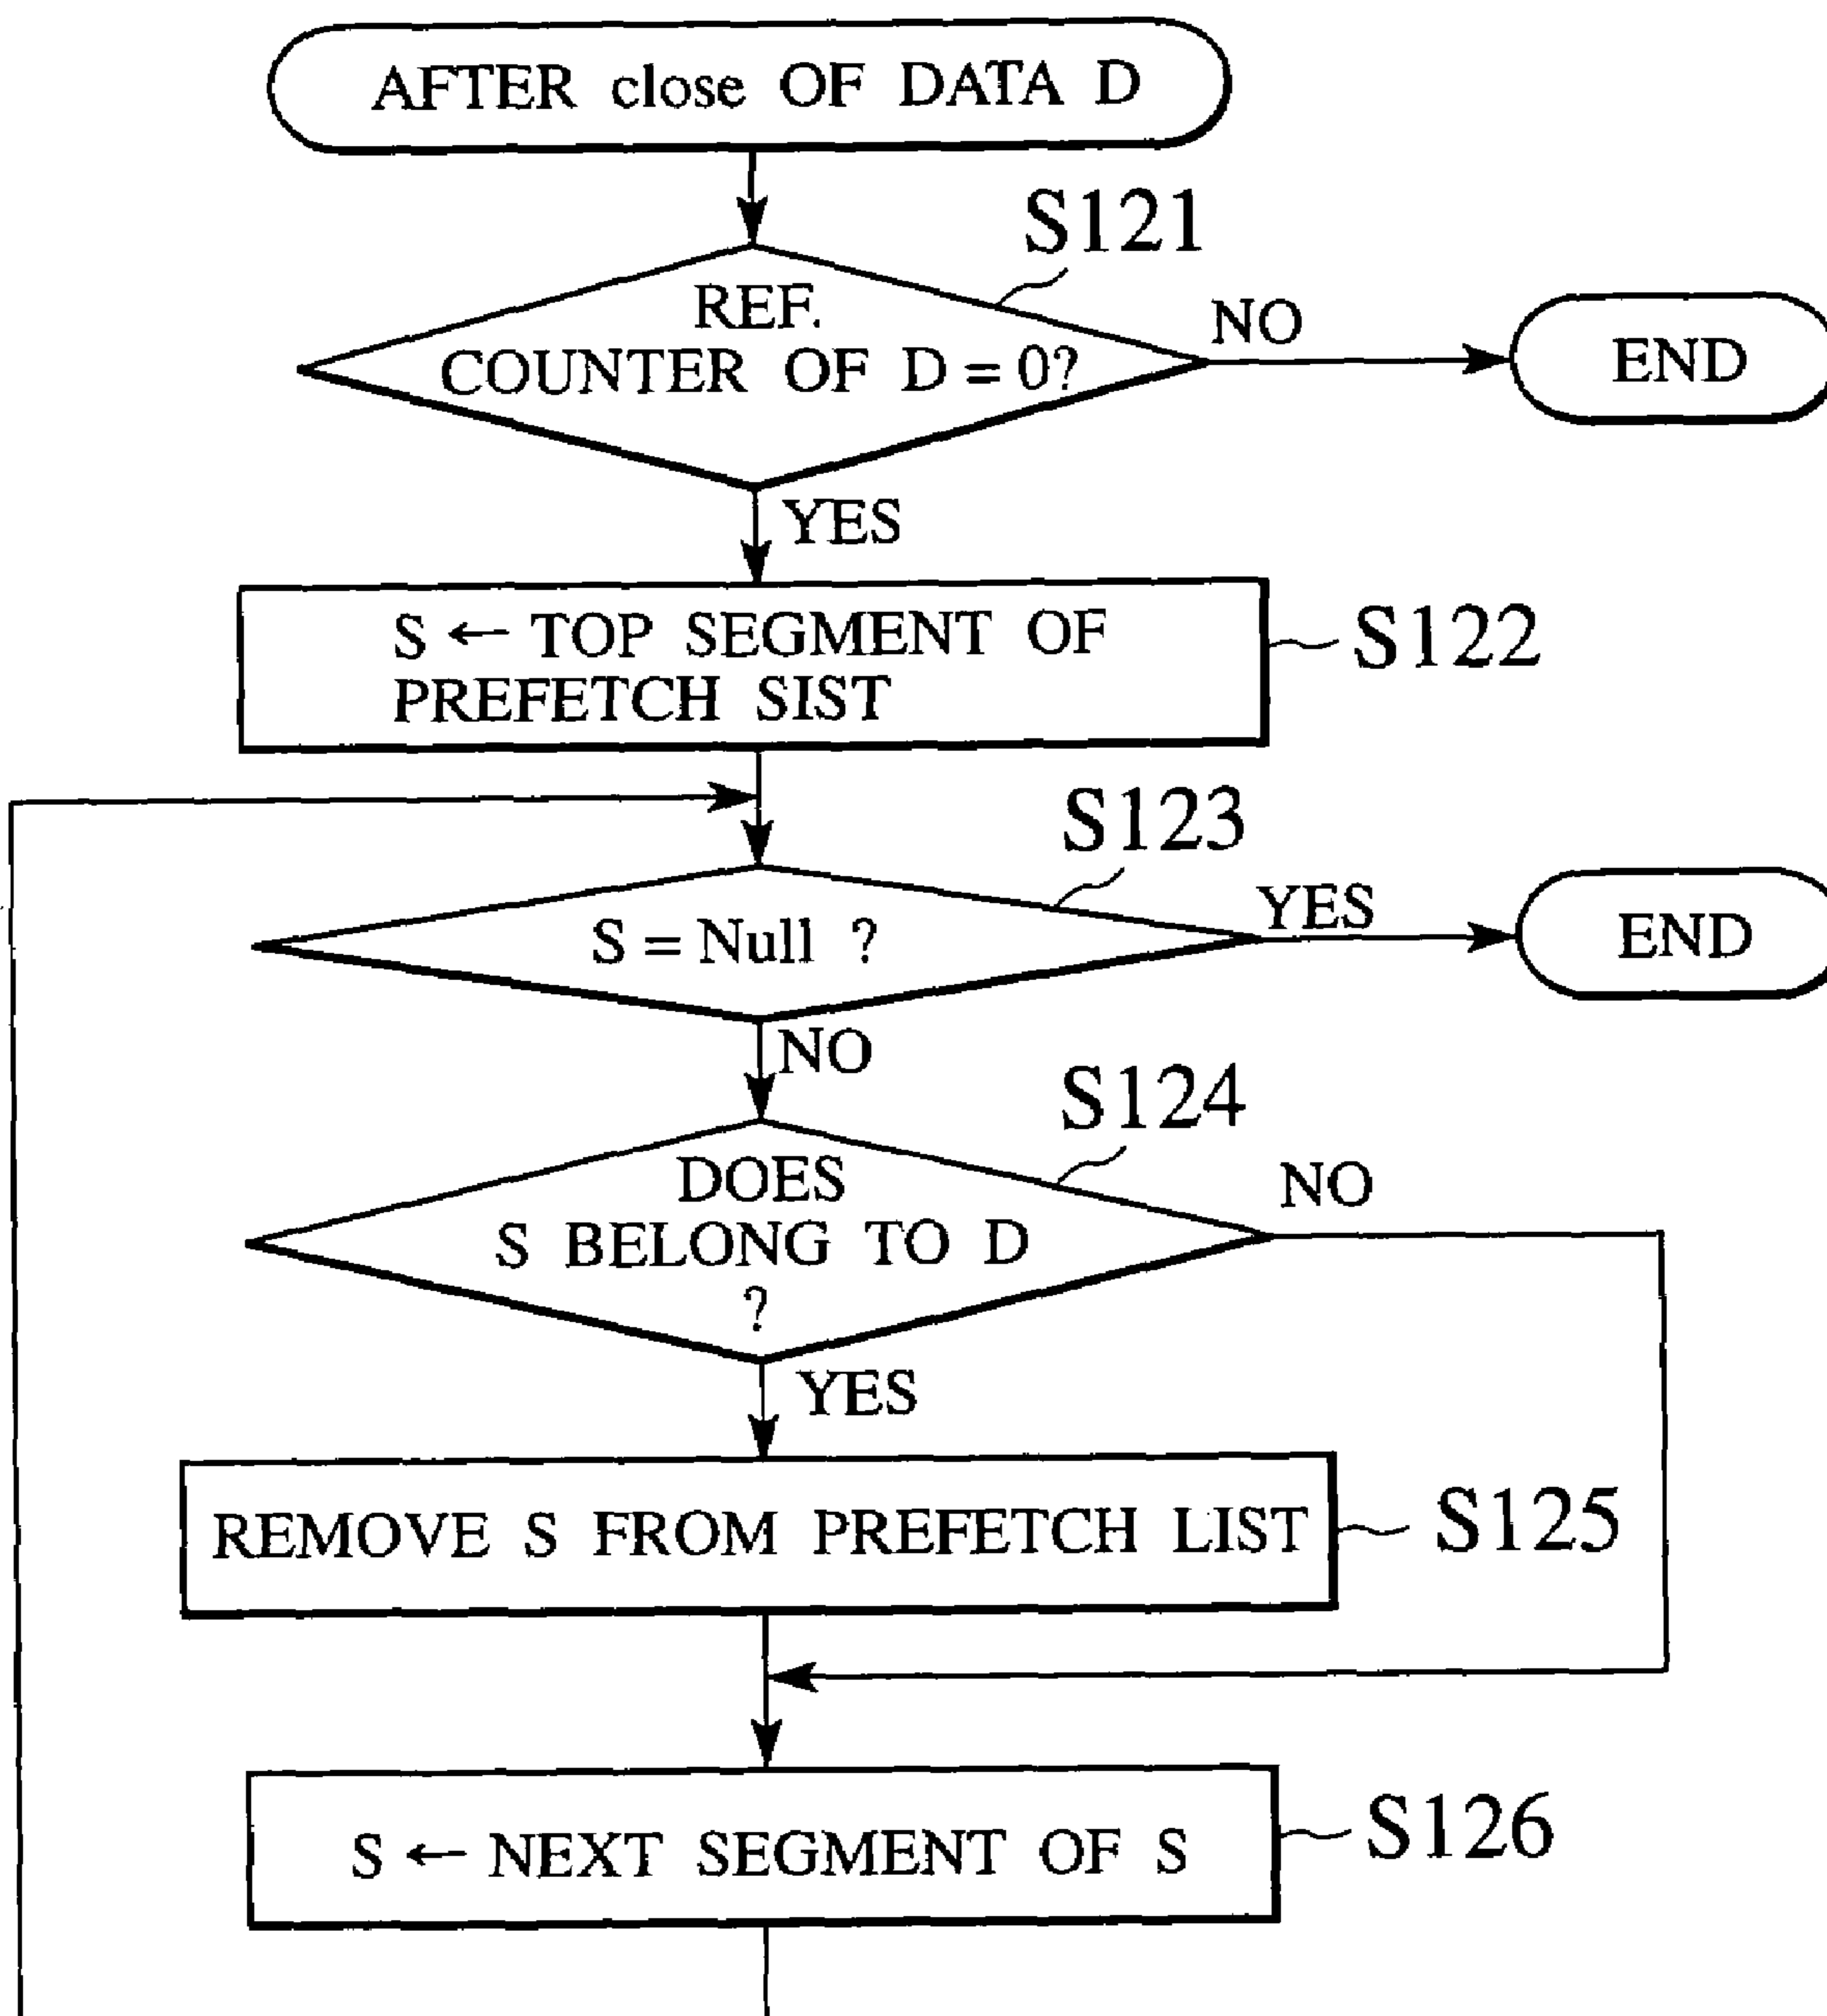 AFTER close OF DATA D
S121
REF.
COUNTER OF D = 0?
NO
END
YES
S ← TOP SEGMENT OF
PREFETCH SIST
S122
S123
S = Null ?
YES
END
NO
S124
DOES
S BELONG TO D
?
NO
YES
REMOVE S FROM PREFETCH LIST
S125
S ← NEXT SEGMENT OF S
S126